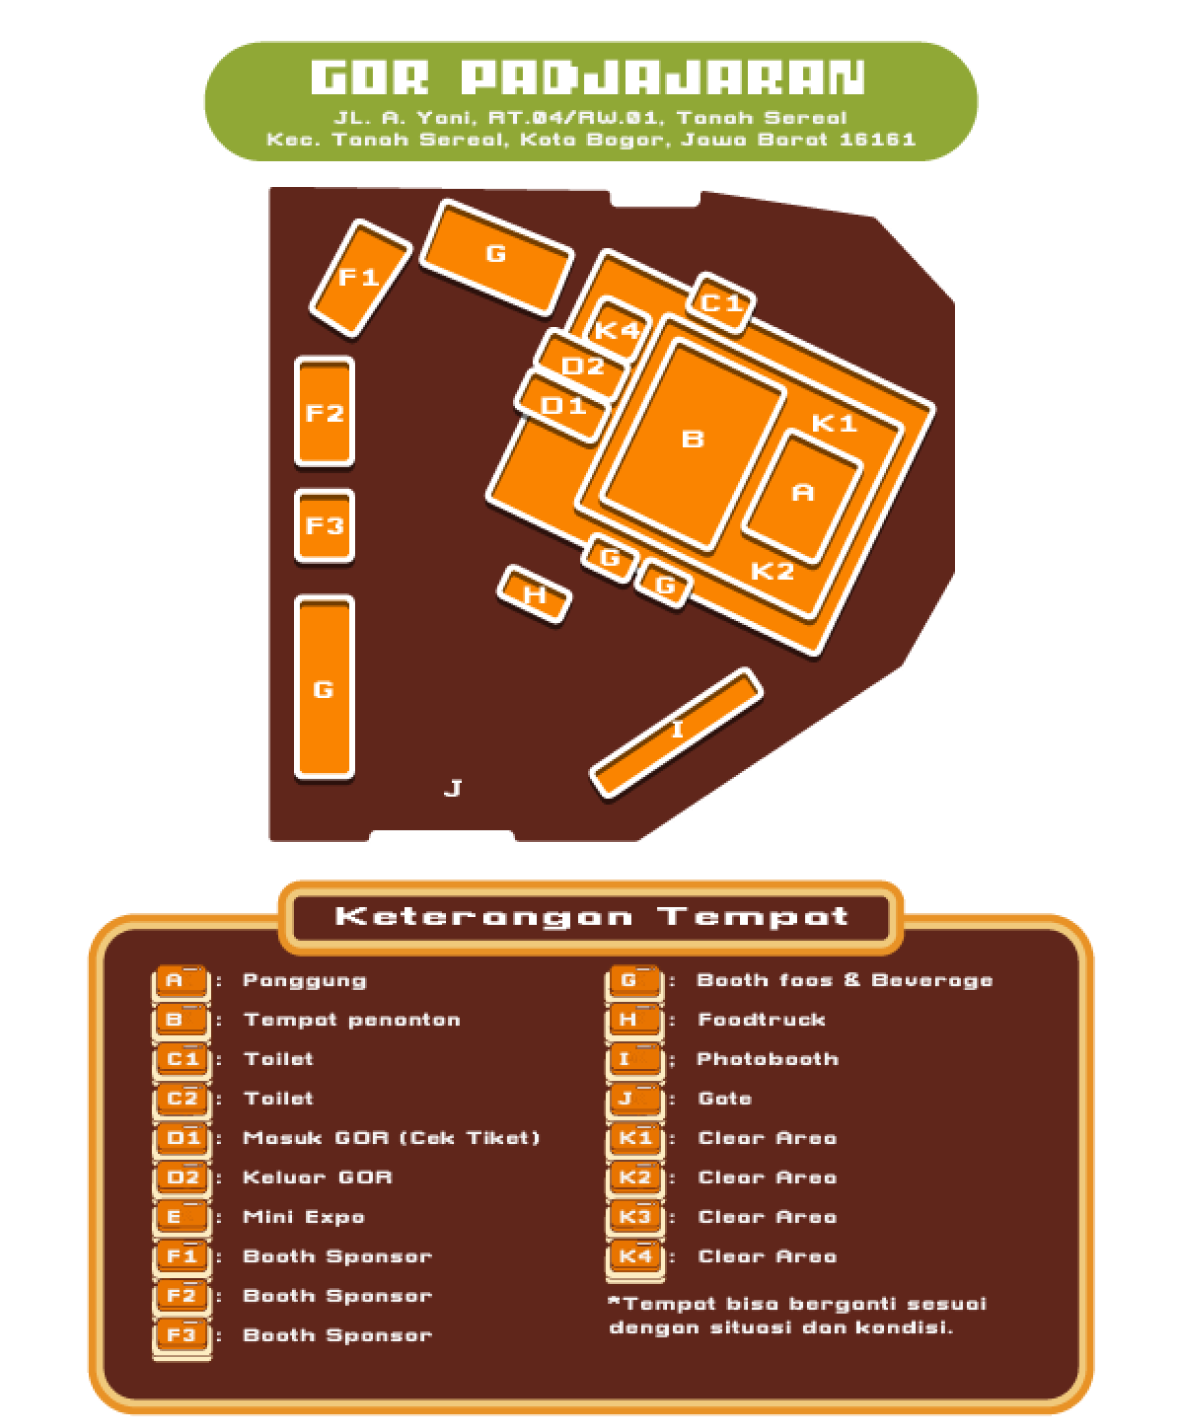 GOR PADJAJARAN
JL. A. Yani, RT.04/RW.01, Tanah Sereal
Kec. Tanah Sereal, Kota Bogor, Jawa Barat 16161
G
F1
C1
K4
D2
D1
F2
K1
B
A
F3
G
K2
G
H
G
I
J
Keterangan Tempat
A : Panggung
B : Tempat penonton
C1 : Toilet
C2 : Toilet
D1 : Masuk GOR (Cek Tiket)
D2 : Keluar GOR
E : Mini Expo
F1 : Booth Sponsor
F2 : Booth Sponsor
F3 : Booth Sponsor
G : Booth foos & Beverage
H : Foodtruck
I ; Photobooth
J : Gate
K1 : Clear Area
K2 : Clear Area
K3 : Clear Area
K4 : Clear Area
*Tempat bisa berganti sesuai
dengan situasi dan kondisi.